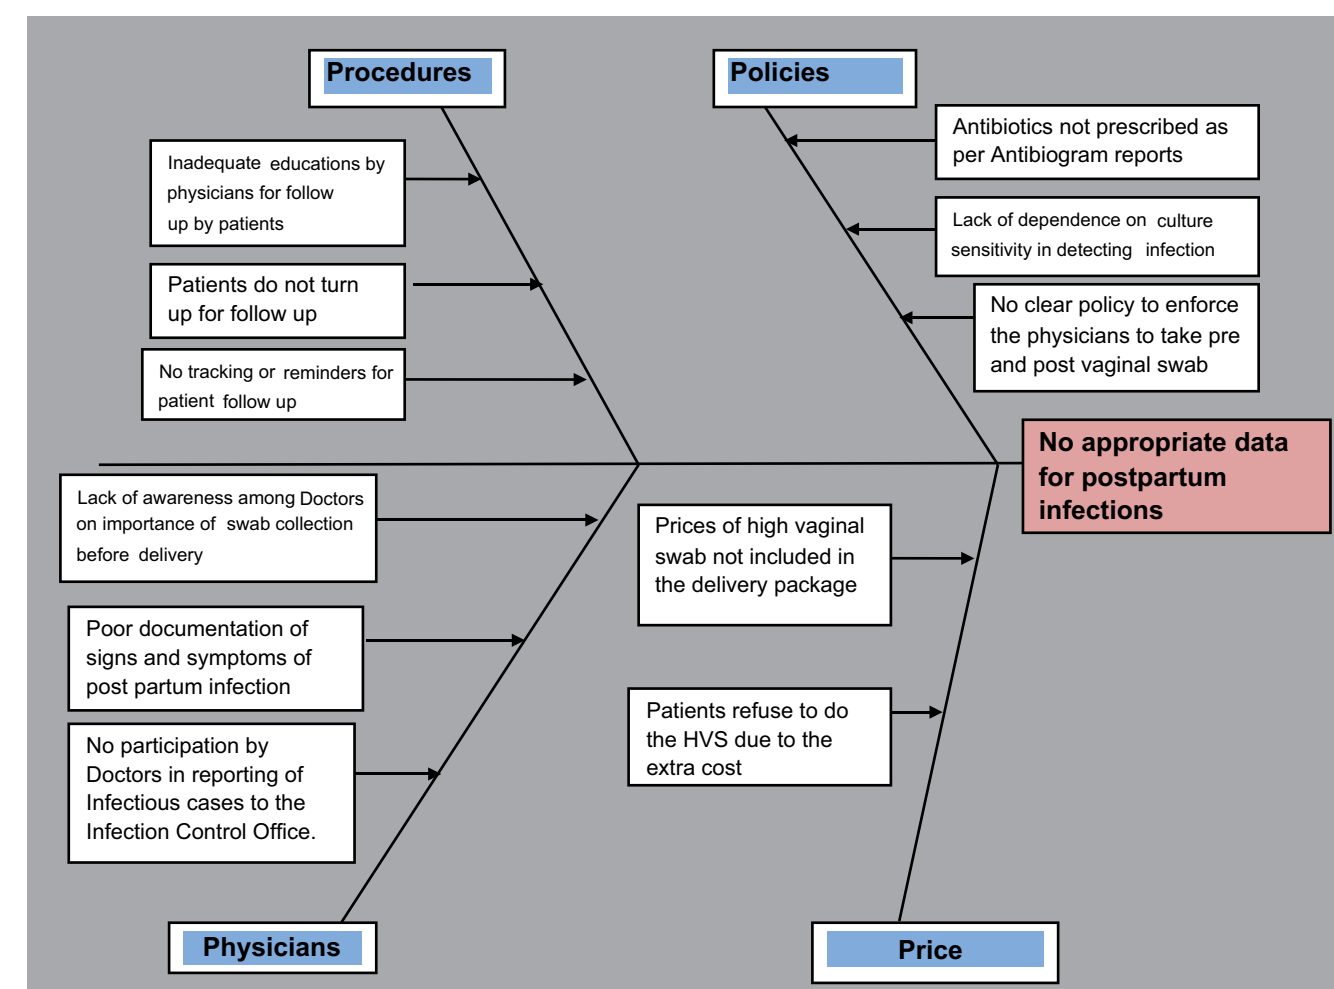 Procedures
Inadequate educations by
physicians for follow
up by patients
Patients do not turn
up for follow up
No tracking or reminders for
patient follow up
Policies
Antibiotics not prescribed as
per Antibiogram reports
Lack of dependence on culture
sensitivity in detecting infection
No clear policy to enforce
the physicians to take pre
and post vaginal swab
No appropriate data
for postpartum
infections
Lack of awareness among Doctors
on importance of swab collection
before delivery
Poor documentation of
signs and symptoms of
post partum infection
No participation by
Doctors in reporting of
Infectious cases to the
Infection Control Office.
Physicians
Prices of high vaginal
swab not included in
the delivery package
Patients refuse to do
the HVS due to the
extra cost
Price